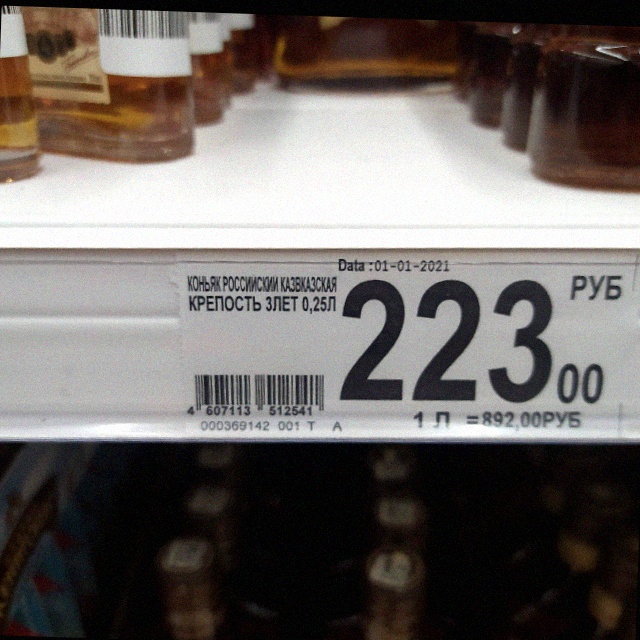 Data :01-01-2021
КОНЬЯК РОССИИСКИИ КАЗВКАЗСКАЯ
КРЕПОСТЬ 3ЛЕТ 0,25Л
223 00 РУБ
4 607113 512541
1 Л =892,00РУБ
000369142 001 Т А